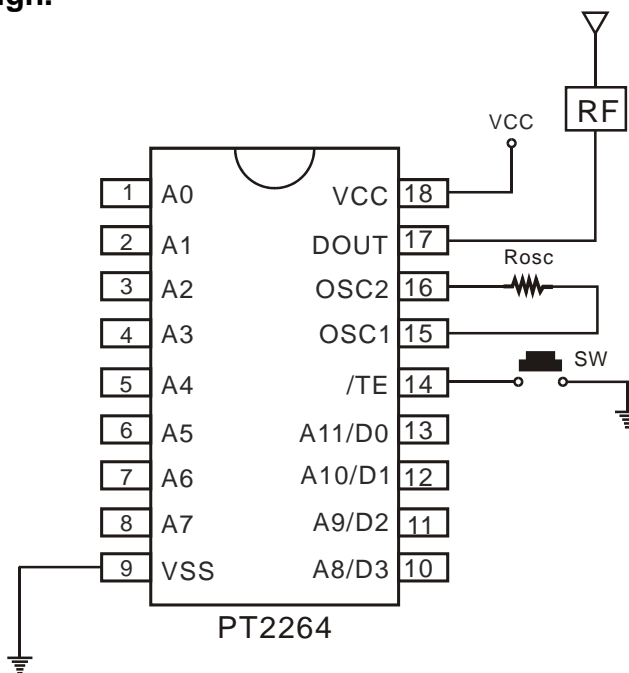 ign.
RF
VCC
1 A0 VCC 18
2 A1 DOUT 17
Rosc
3 A2 OSC2 16
4 A3 OSC1 15
SW
5 A4 /TE 14
6 A5 A11/D0 13
7 A6 A10/D1 12
8 A7 A9/D2 11
9 VSS A8/D3 10
PT2264